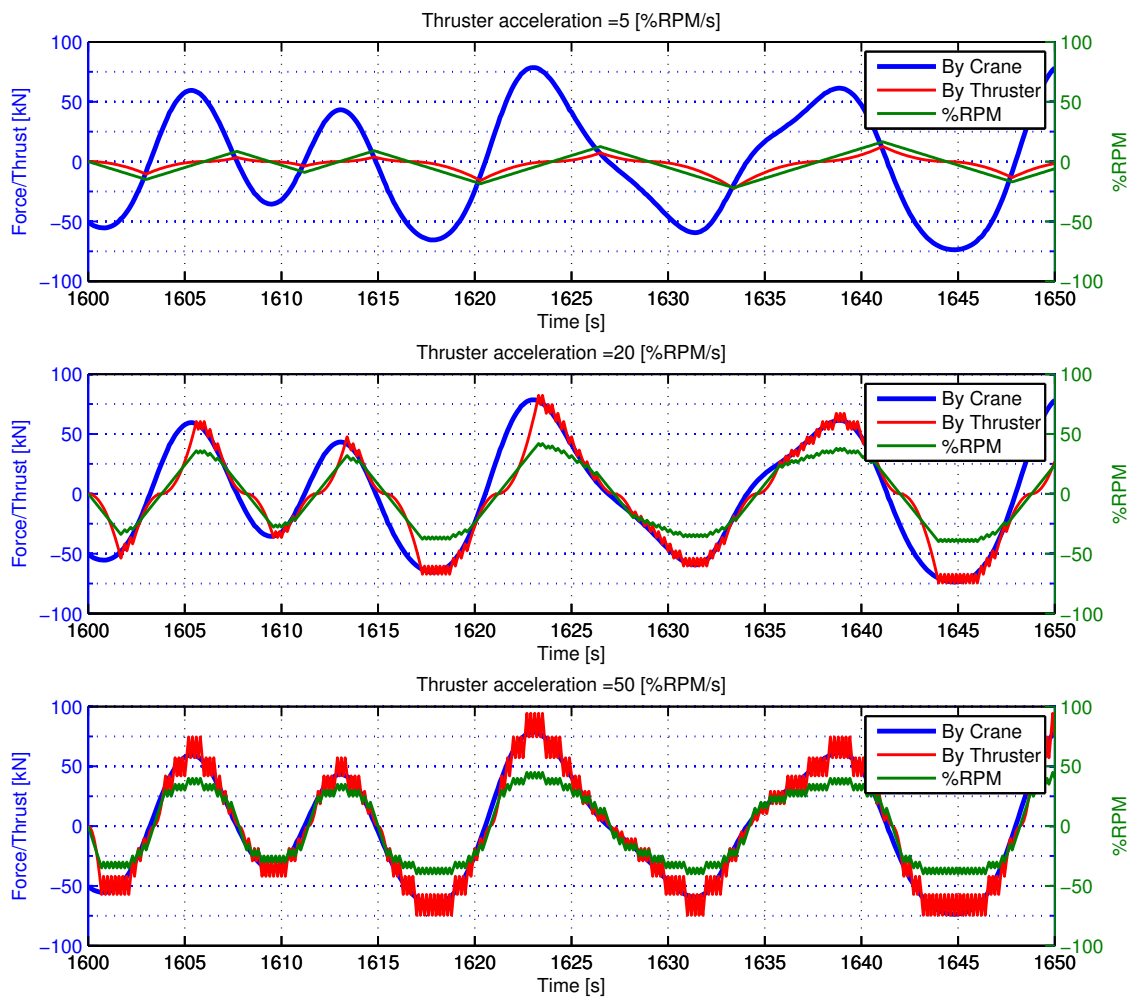 Thruster acceleration =5 [%RPM/s]
100
50
0
−50
−100
Force/Thrust [kN]
100
50
0
−50
−100
%RPM
By Crane
By Thruster
%RPM
1600 1605 1610 1615 1620 1625 1630 1635 1640 1645 1650
Time [s]
Thruster acceleration =20 [%RPM/s]
100
50
0
−50
−100
Force/Thrust [kN]
100
50
0
−50
−100
%RPM
By Crane
By Thruster
%RPM
1600 1605 1610 1615 1620 1625 1630 1635 1640 1645 1650
Time [s]
Thruster acceleration =50 [%RPM/s]
100
50
0
−50
−100
Force/Thrust [kN]
100
50
0
−50
−100
%RPM
By Crane
By Thruster
%RPM
1600 1605 1610 1615 1620 1625 1630 1635 1640 1645 1650
Time [s]